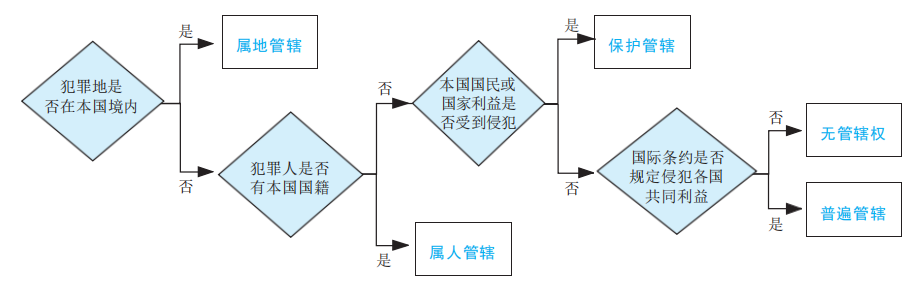 犯罪地是
否在本国境内
是
属地管辖
否
犯罪人是否
有本国国籍
是
属人管辖
否
本国国民或
国家利益是
否受到侵犯
是
保护管辖
否
国际条约是否
规定侵犯各国
共同利益
否
无管辖权
是
普遍管辖